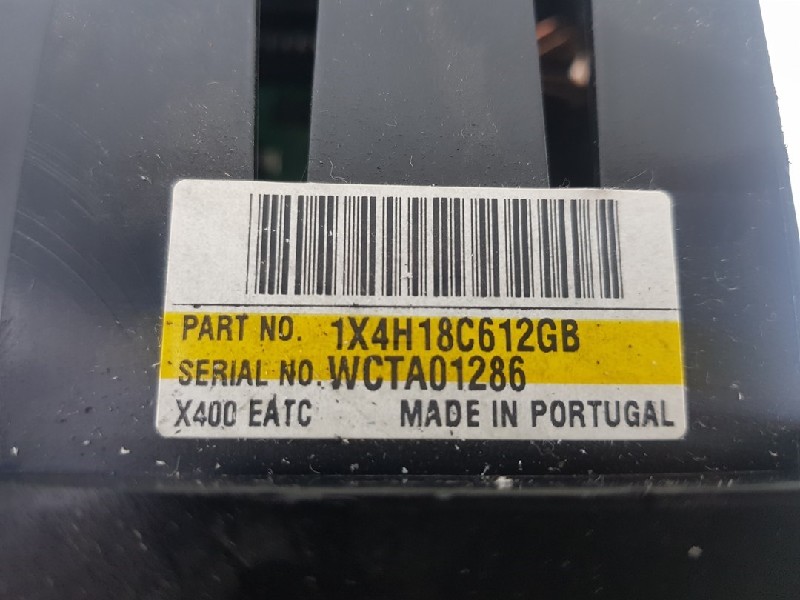 PART NO. 1X4H18C612GB
SERIAL NO. WCTA01286
X400 EATC MADE IN PORTUGAL